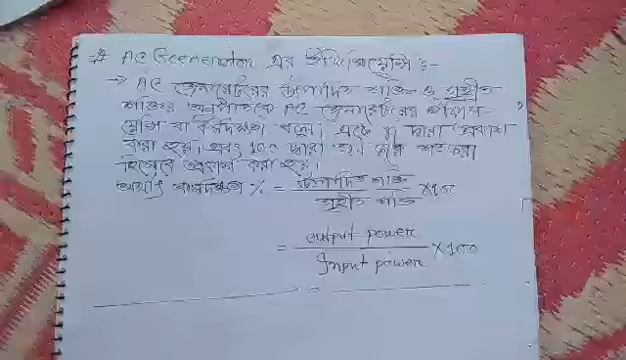 # AC Generator এর ইফিসিয়েন্সি ঃ-
→ AC জেনারেটরের উৎপাদিত শক্তি ও গৃহীত
শক্তির অনুপাতকে AC জেনারেটরের ইফিসি-
য়েন্সি বা কর্মদক্ষতা বলে। একে η দ্বারা প্রকাশ
করা হয়। এবং 100 দ্বারা গুন করে শতকরা
হিসেবে প্রকাশ করা হয়।
অর্থাৎ কর্মদক্ষতা % = উৎপাদিত শক্তি / গৃহীত শক্তি ×100
= output power / Input power ×100